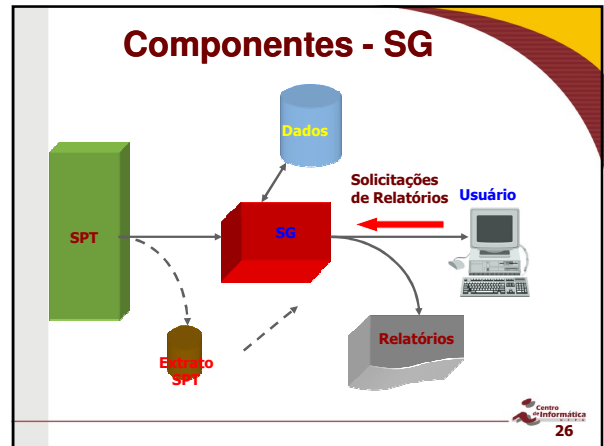 Componentes - SG
Dados
Solicitações
de Relatórios
Usuário
SPT
SG
Relatórios
Extrato
SPT
Centro
de Informática
26